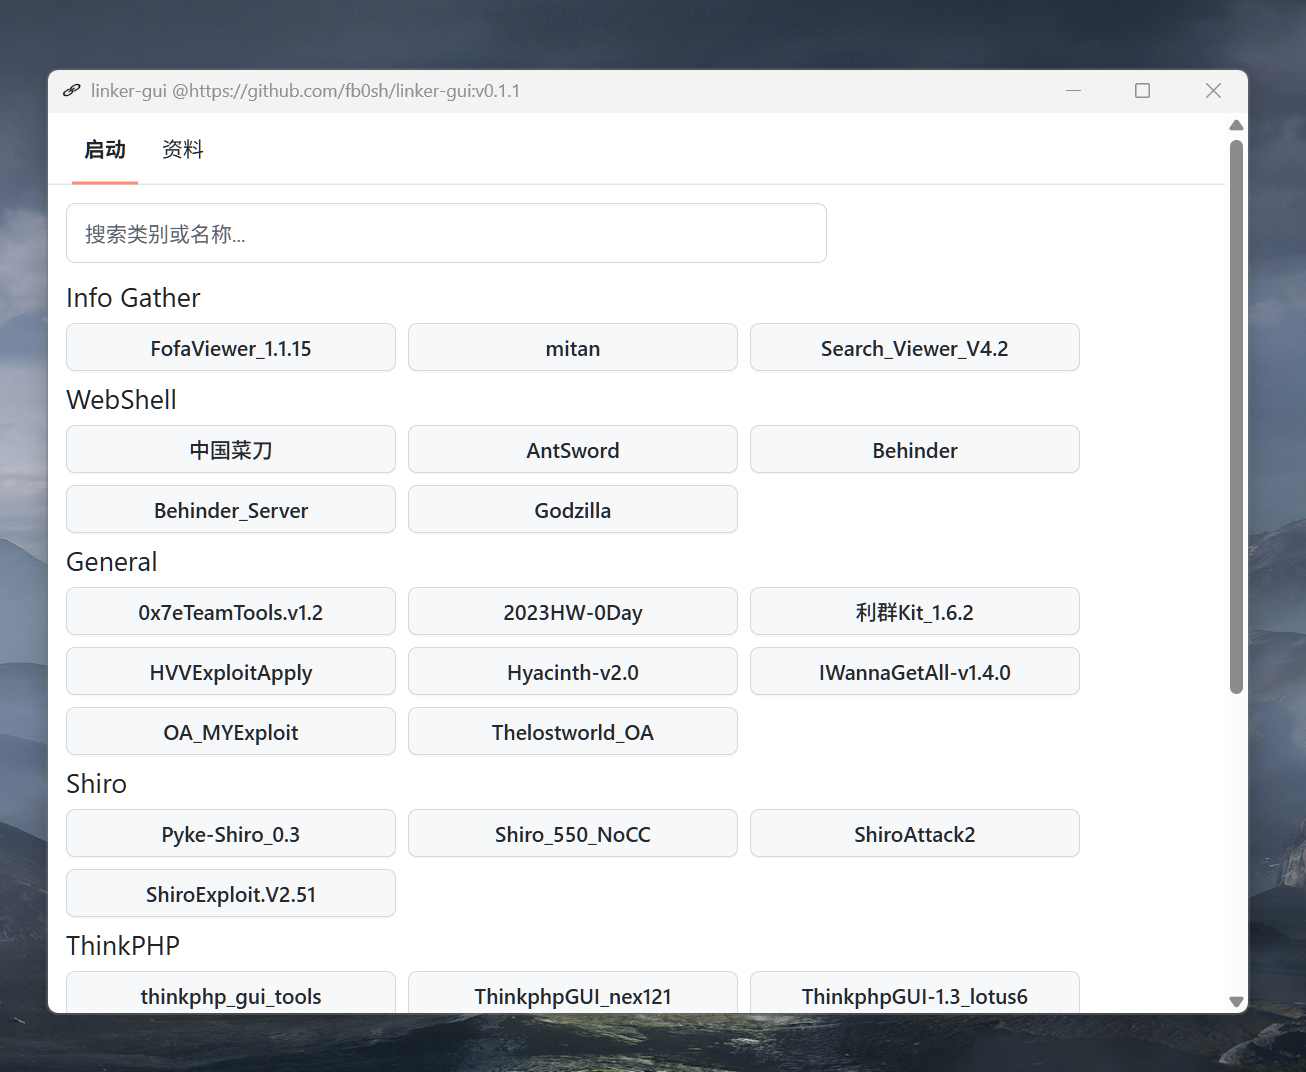 linker-gui @https://github.com/fb0sh/linker-gui:v0.1.1
启动 资料
搜索类别或名称...
Info Gather
FofaViewer_1.1.15 mitan Search_Viewer_V4.2
WebShell
中国菜刀 AntSword Behinder
Behinder_Server Godzilla
General
0x7eTeamTools.v1.2 2023HW-0Day 利群Kit_1.6.2
HVVExploitApply Hyacinth-v2.0 IWannaGetAll-v1.4.0
OA_MYExploit Thelostworld_OA
Shiro
Pyke-Shiro_0.3 Shiro_550_NoCC ShiroAttack2
ShiroExploit.V2.51
ThinkPHP
thinkphp_gui_tools ThinkphpGUI_nex121 ThinkphpGUI-1.3_lotus6